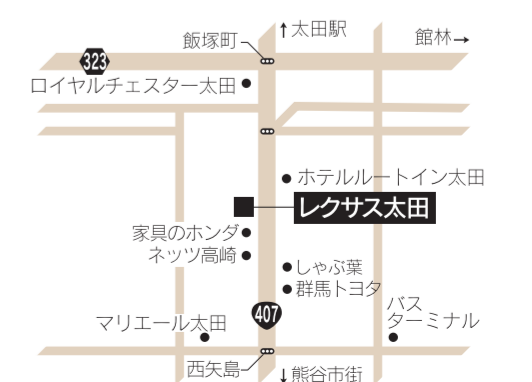 ↑太田駅
飯塚町
館林→
323
ロイヤルチェスター太田
ホテルルートイン太田
レクサス太田
家具のホンダ
ネッツ高崎
しゃぶ葉
群馬トヨタ
407
マリエール太田
バス
ターミナル
西矢島
↓熊谷市街